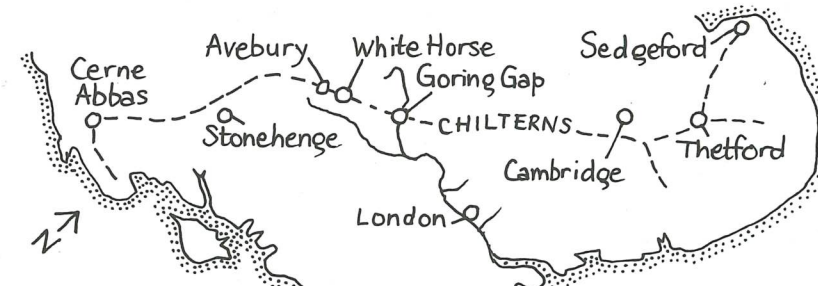 Cerne
Abbas
Avebury
White Horse
Stonehenge
Goring Gap
CHILTERNS
London
Cambridge
Sedgeford
Thetford
N